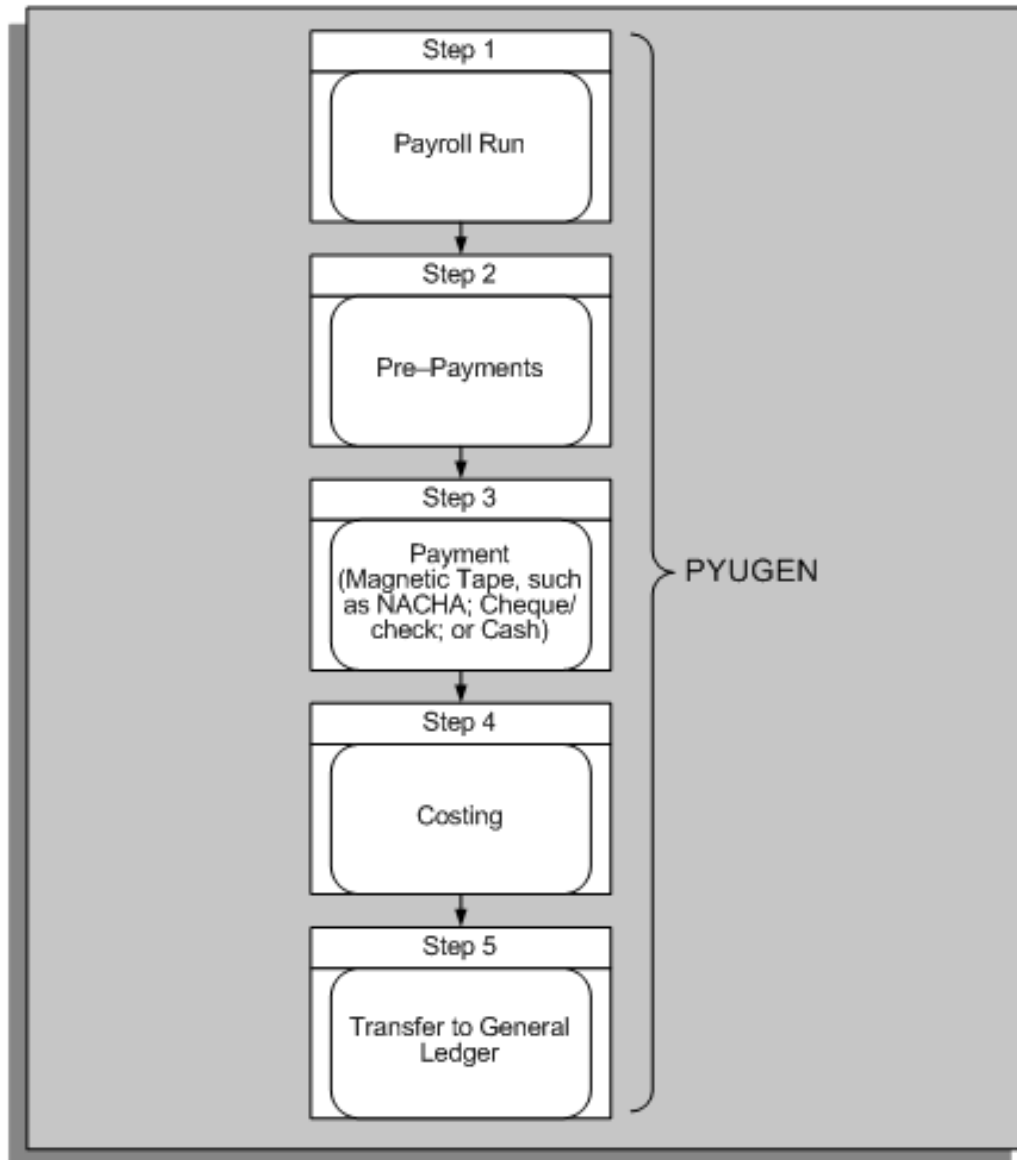 Step 1
Payroll Run
Step 2
Pre–Payments
Step 3
Payment
(Magnetic Tape, such
as NACHA; Cheque/
check; or Cash)
PYUGEN
Step 4
Costing
Step 5
Transfer to General
Ledger